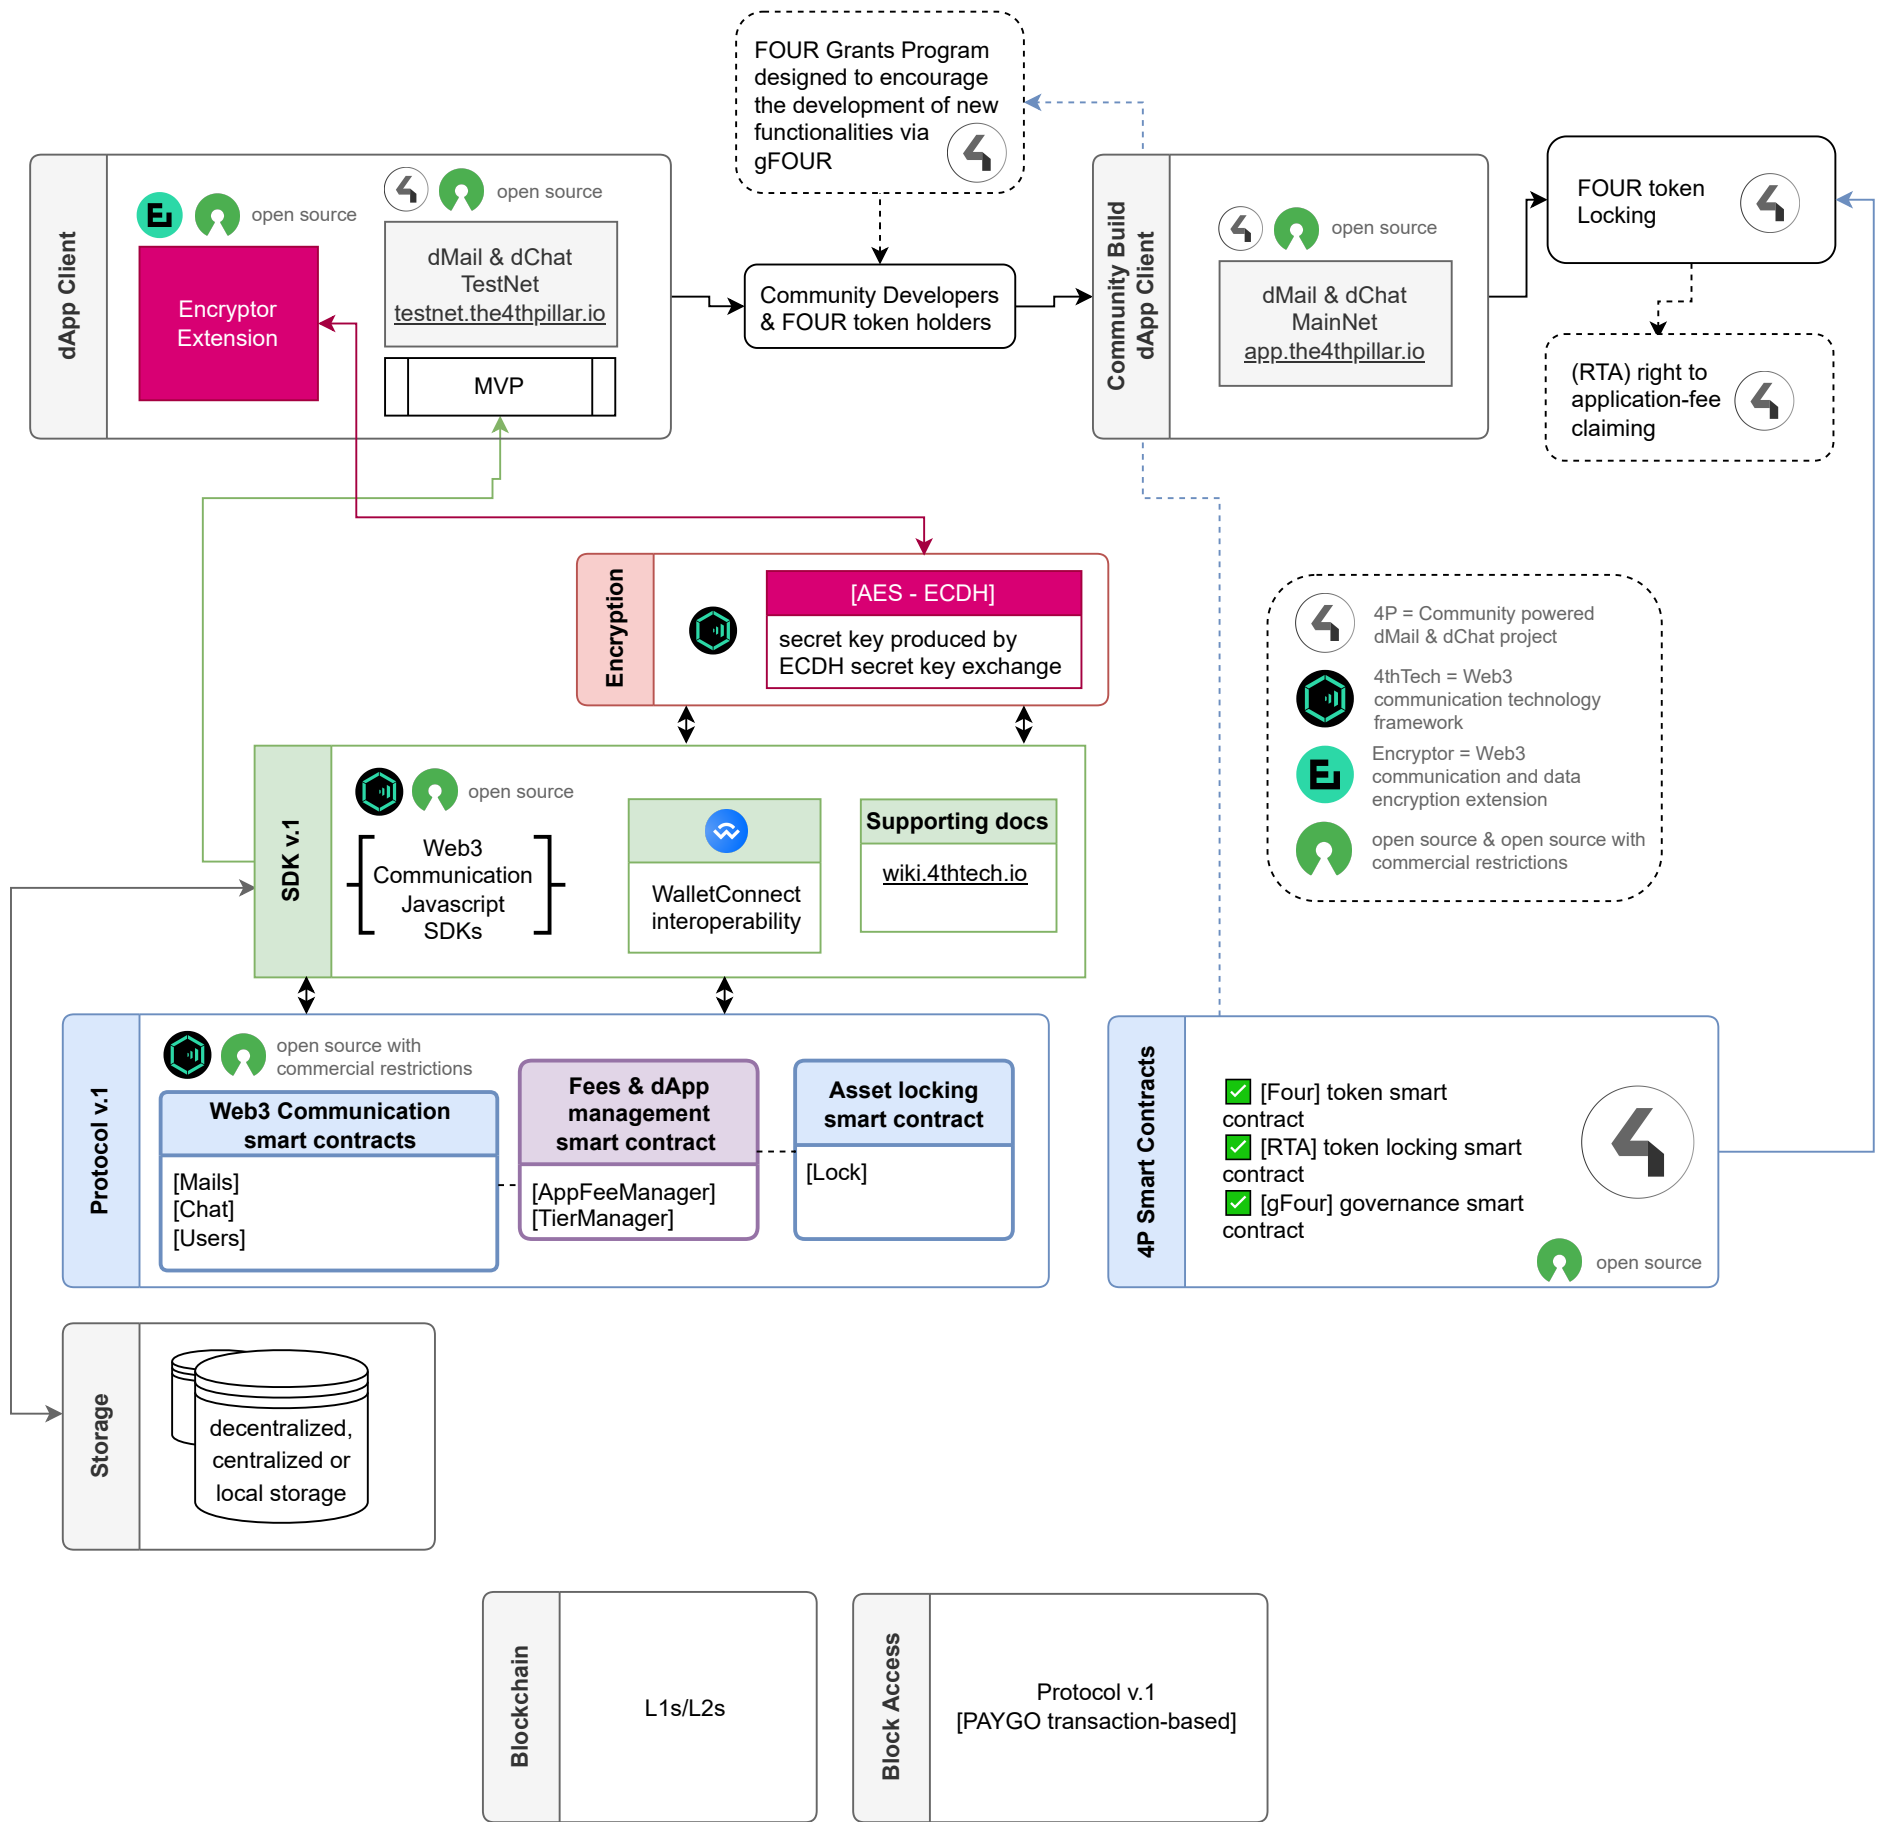 FOUR Grants Program
designed to encourage
the development of new
functionalities via
gFOUR
dApp Client
open source
Encryptor
Extension
open source
dMail & dChat
TestNet
testnet.the4thpillar.io
MVP
Community Developers
& FOUR token holders
Community Build
dApp Client
open source
dMail & dChat
MainNet
app.the4thpillar.io
FOUR token
Locking
(RTA) right to
application-fee
claiming
Encryption
[AES - ECDH]
secret key produced by
ECDH secret key exchange
4P = Community powered
dMail & dChat project
4thTech = Web3
communication technology
framework
Encryptor = Web3
communication and data
encryption extension
open source & open source with
commercial restrictions
SDK v.1
open source
Web3
Communication
Javascript
SDKs
WalletConnect
interoperability
Supporting docs
wiki.4thtech.io
Protocol v.1
open source with
commercial restrictions
Web3 Communication
smart contracts
[Mails]
[Chat]
[Users]
Fees & dApp
management
smart contract
[AppFeeManager]
[TierManager]
Asset locking
smart contract
[Lock]
4P Smart Contracts
✅ [Four] token smart
contract
✅ [RTA] token locking smart
contract
✅ [gFour] governance smart
contract
open source
Storage
decentralized,
centralized or
local storage
Blockchain
L1s/L2s
Block Access
Protocol v.1
[PAYGO transaction-based]